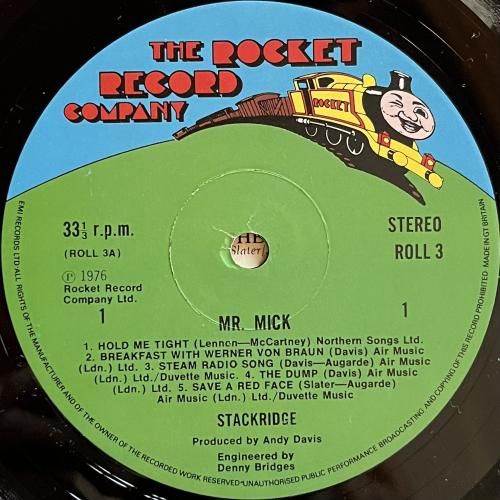 THE ROCKET
RECORD
COMPANY
ROCKET
33⅓ r.p.m.
STEREO
(ROLL 3A)
ROLL 3
HE
Slater/
℗ 1976
Rocket Record
Company Ltd.
1
1
MR. MICK
1. HOLD ME TIGHT (Lennon—McCartney) Northern Songs Ltd.
2. BREAKFAST WITH WERNER VON BRAUN (Davis) Air Music
(Ldn.) Ltd. 3. STEAM RADIO SONG (Davis—Augarde) Air Music
(Ldn.) Ltd./Duvette Music. 4. THE DUMP (Davis) Air Music
(Ldn.) Ltd. 5. SAVE A RED FACE (Slater—Augarde)
Air Music (Ldn.) Ltd./Duvette Music
STACKRIDGE
Produced by Andy Davis
Engineered by
Denny Bridges
EMI RECORDS LTD·ALL RIGHTS OF THE MANUFACTURER AND OF THE OWNER OF THE RECORDED WORK RESERVED·UNAUTHORISED PUBLIC PERFORMANCE BROADCASTING AND COPYING OF THIS RECORD PROHIBITED MADE IN GT BRITAIN